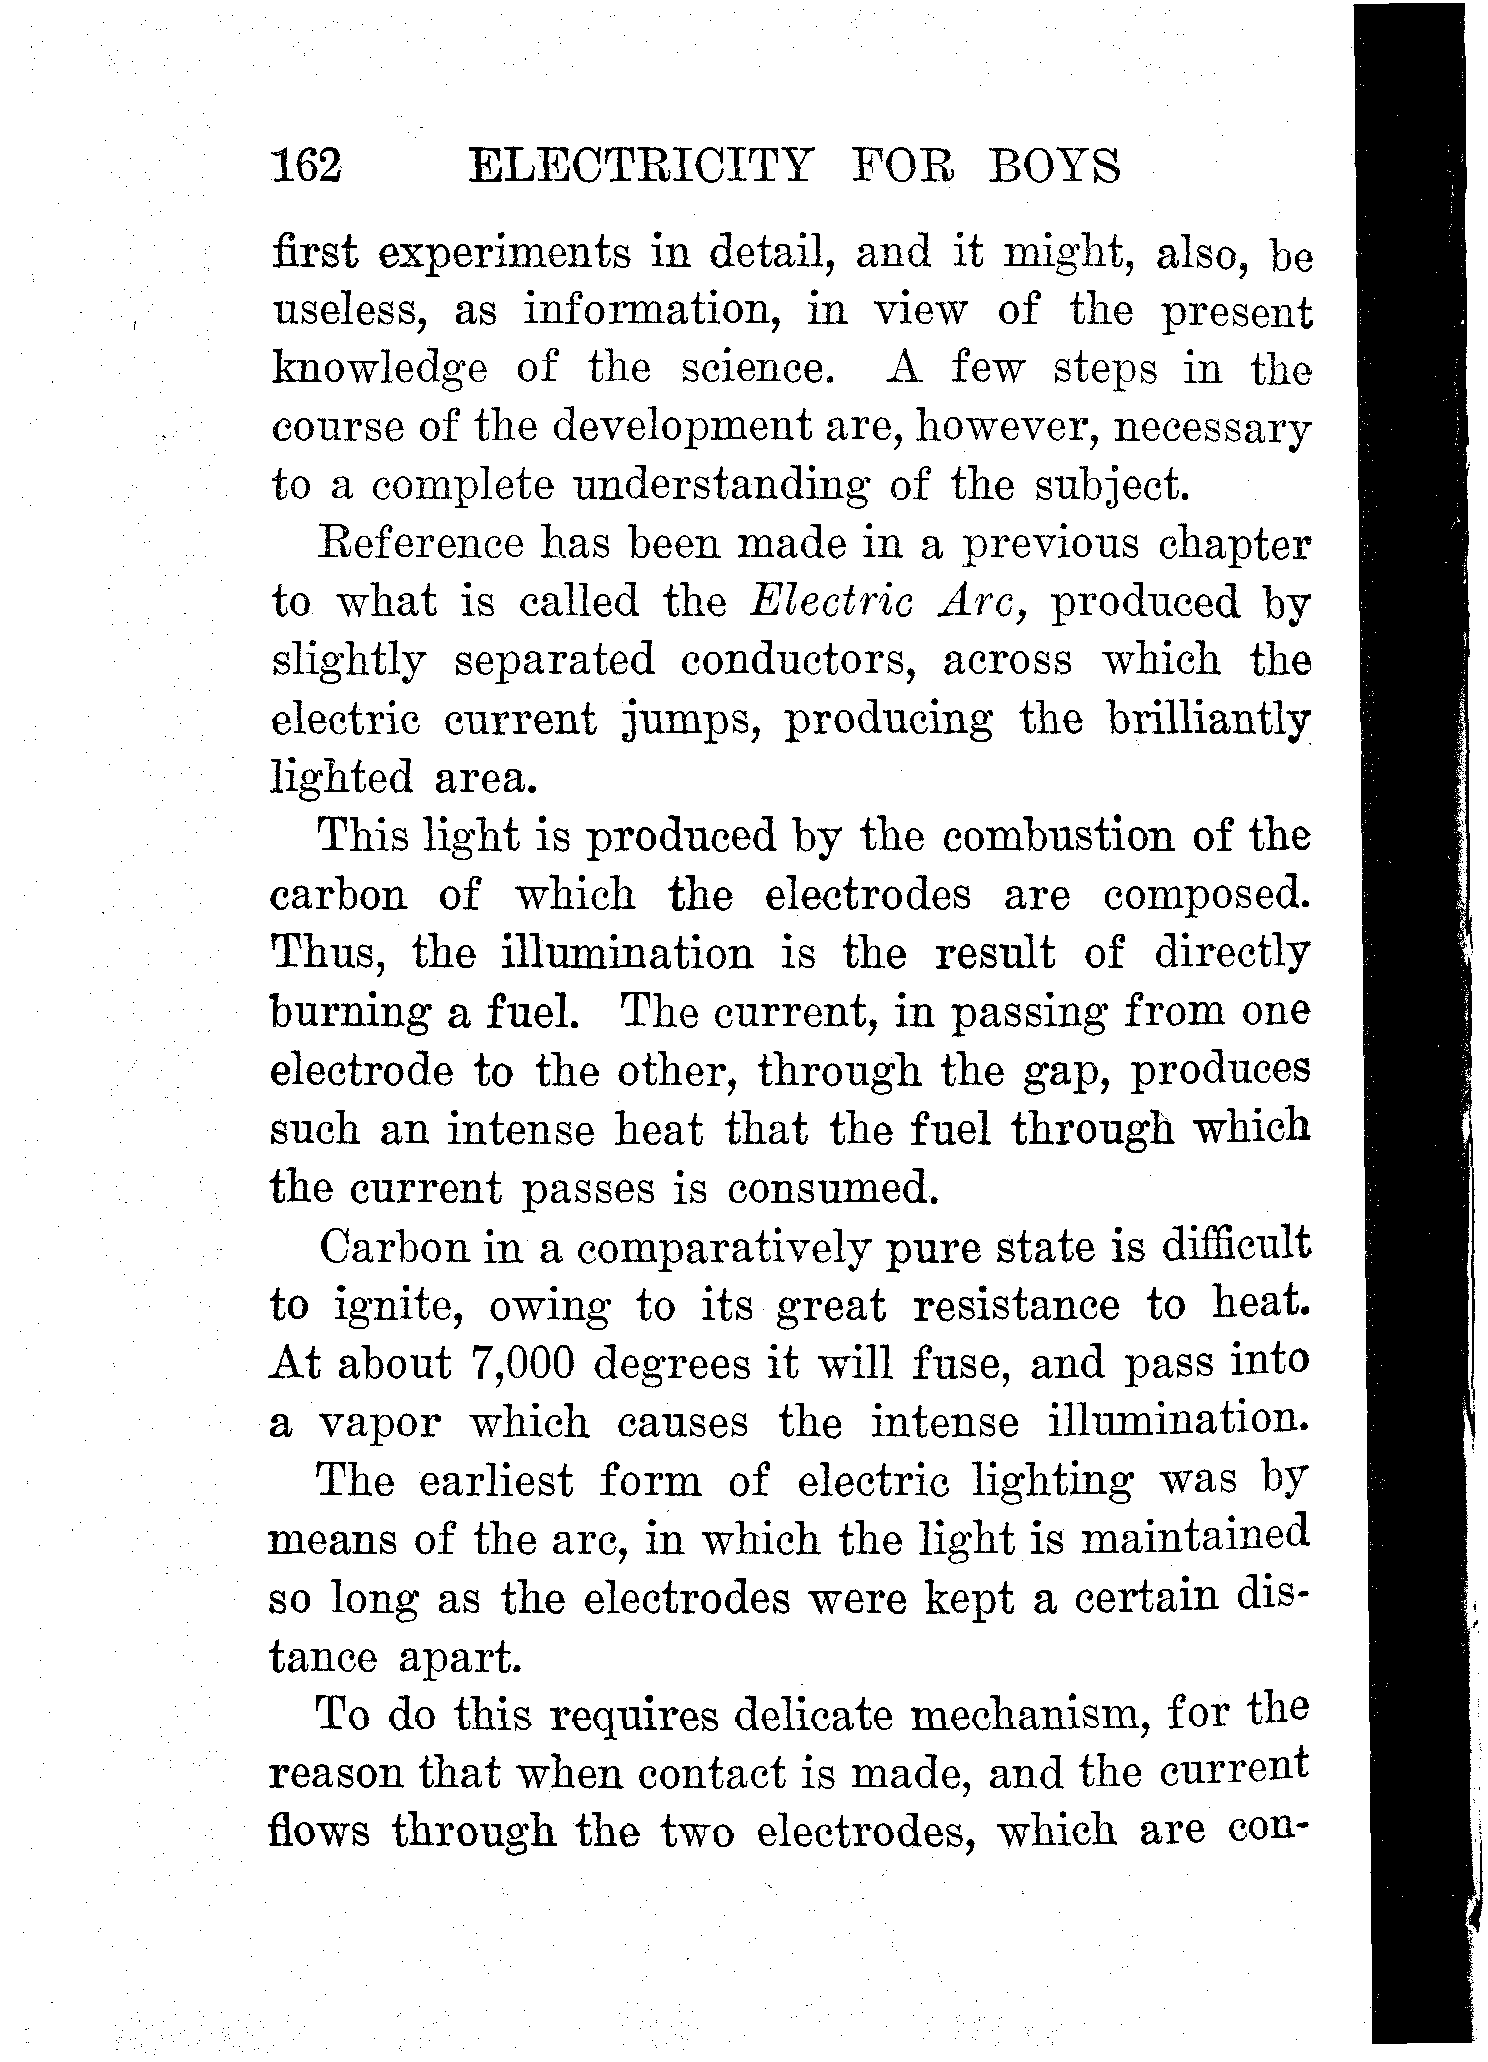 162 ELECTRICITY FOR BOYS
first experiments in detail, and it might, also, be
useless, as information, in view of the present
knowledge of the science. A few steps in the
course of the development are, however, necessary
to a complete understanding of the subject.
Reference has been made in a previous chapter
to what is called the Electric Arc, produced by
slightly separated conductors, across which the
electric current jumps, producing the brilliantly
lighted area.
This light is produced by the combustion of the
carbon of which the electrodes are composed.
Thus, the illumination is the result of directly
burning a fuel. The current, in passing from one
electrode to the other, through the gap, produces
such an intense heat that the fuel through which
the current passes is consumed.
Carbon in a comparatively pure state is difficult
to ignite, owing to its great resistance to heat.
At about 7,000 degrees it will fuse, and pass into
a vapor which causes the intense illumination.
The earliest form of electric lighting was by
means of the arc, in which the light is maintained
so long as the electrodes were kept a certain dis-
tance apart.
To do this requires delicate mechanism, for the
reason that when contact is made, and the current
flows through the two electrodes, which are con-